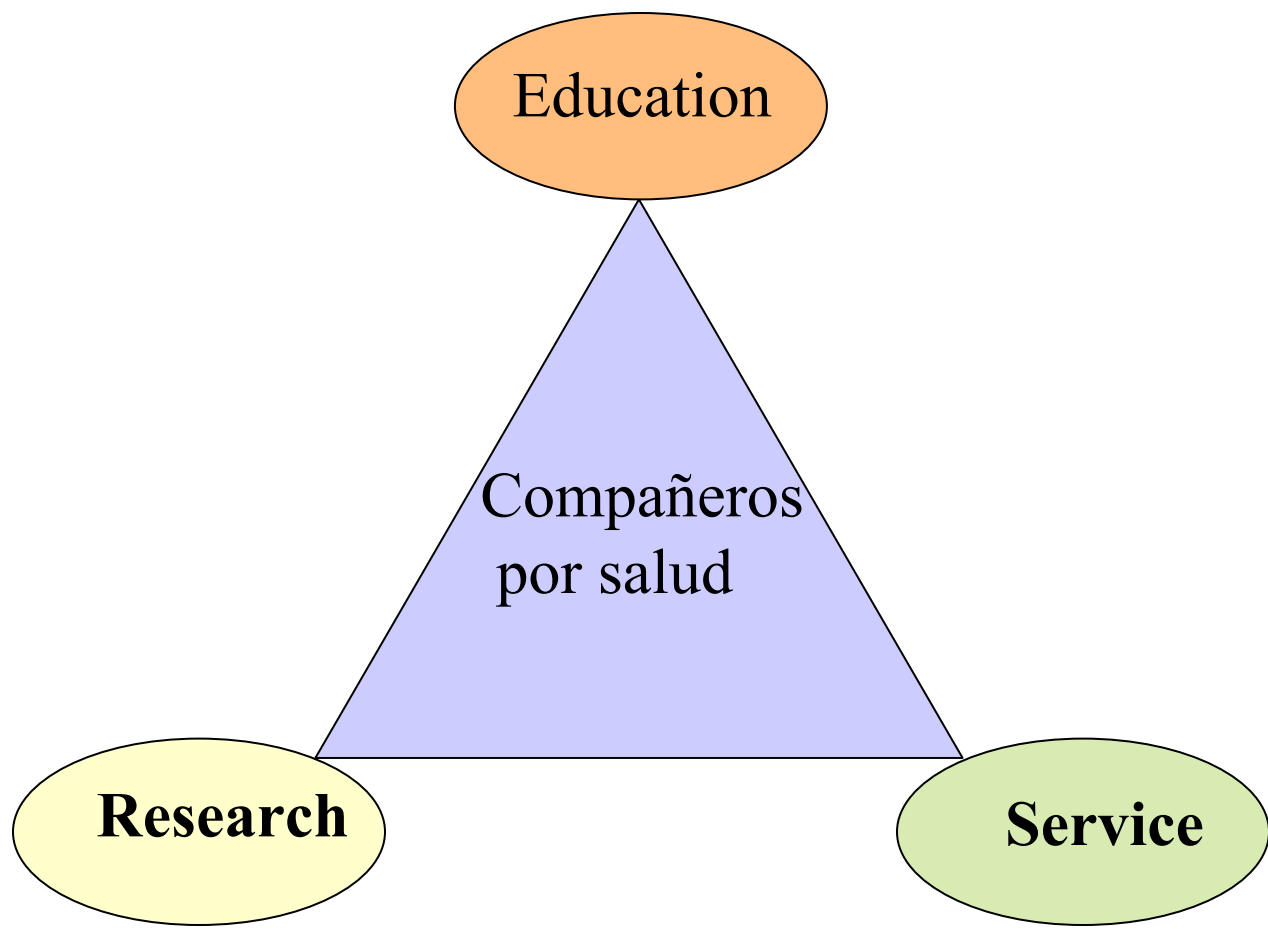 Education
Compañeros
por salud
Research
Service